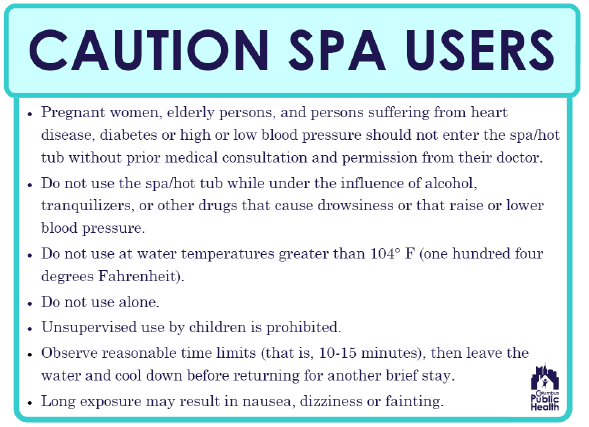 CAUTION SPA USERS
• Pregnant women, elderly persons, and persons suffering from heart
disease, diabetes or high or low blood pressure should not enter the spa/hot
tub without prior medical consultation and permission from their doctor.
• Do not use the spa/hot tub while under the influence of alcohol,
tranquilizers, or other drugs that cause drowsiness or that raise or lower
blood pressure.
• Do not use at water temperatures greater than 104° F (one hundred four
degrees Fahrenheit).
• Do not use alone.
• Unsupervised use by children is prohibited.
• Observe reasonable time limits (that is, 10-15 minutes), then leave the
water and cool down before returning for another brief stay.
• Long exposure may result in nausea, dizziness or fainting.
Columbus
Public
Health